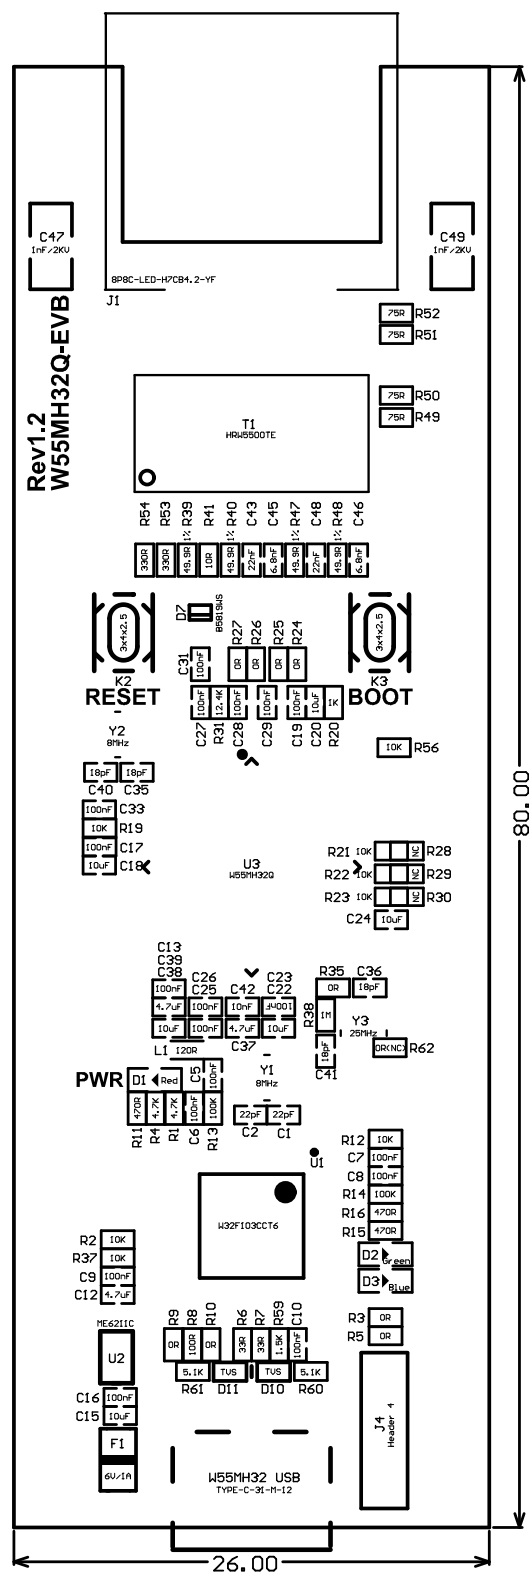 C47
1nF/2KV
C49
1nF/2KV
8P8C-LED-H7CB4.2-YF
J1
Rev1.2
W55MH32Q-EVB
75R R52
75R R51
75R R50
75R R49
T1
HRW5500TE
R54 R53 R39 1% R41 R40 1% C43 C45 R47 1% C48 R48 1% C46
330R 330R 49.9R 10R 49.9R 22nF 6.8nF 49.9R 22nF 49.9R 6.8nF
3x4x2.5
K2
RESET
D7 B5819WS
3x4x2.5
K3
BOOT
R27 R26 R25 R24
C31 100nF 0R 0R 0R 0R
100nF 12.4K 100nF 100nF 100nF 10uF 1K
C27 R31 C28 C29 C19 C20 R20
Y2
8MHz
10K R56
18pF 18pF
C40 C35
100nF C33
10K R19
100nF C17
10uF C18
U3
W55MH32Q
R21 10K NC R28
R22 10K NC R29
R23 10K NC R30
C24 10uF
C13
C39 C26 C23
C38 C25 C42 C22
100nF
4.7uF 100nF 10nF 100nF
10uF 100nF 4.7uF 10uF
C37
R35 C36
0R 18pF
R38 1M
Y3
25MHz
18pF
C41
0R(NC) R62
L1 120R
C5 100nF
Y1
8MHz
PWR D1 Red
470R 4.7K 4.7K 100nF 100K
R11 R4 R1 C6 R13
22pF 22pF
C2 C1
U1
W32F103CCT6
R12 10K
C7 100nF
C8 100nF
R14 100K
R16 470R
R15 470R
D2 Green
D3 Blue
R2 10K
R37 10K
C9 100nF
C12 4.7uF
R3 0R
R5 0R
ME6211C
U2
R9 R8 R10 R6 R7 R59 C10
0R 100R 0R 33R 33R 1.5K 100nF
5.1K TVS TVS 5.1K
R61 D11 D10 R60
C16 100nF
C15 10uF
F1
6V/1A
J4
Header 4
W55MH32 USB
TYPE-C-31-M-12
80.00
26.00